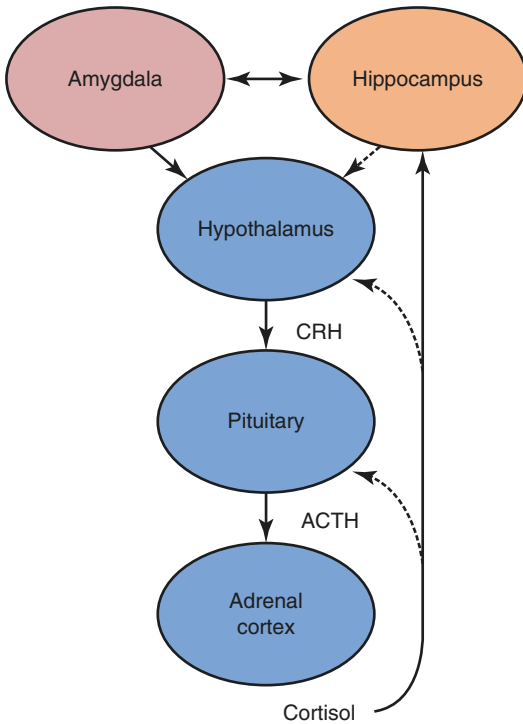 Amygdala
Hippocampus
Hypothalamus
CRH
Pituitary
ACTH
Adrenal
cortex
Cortisol